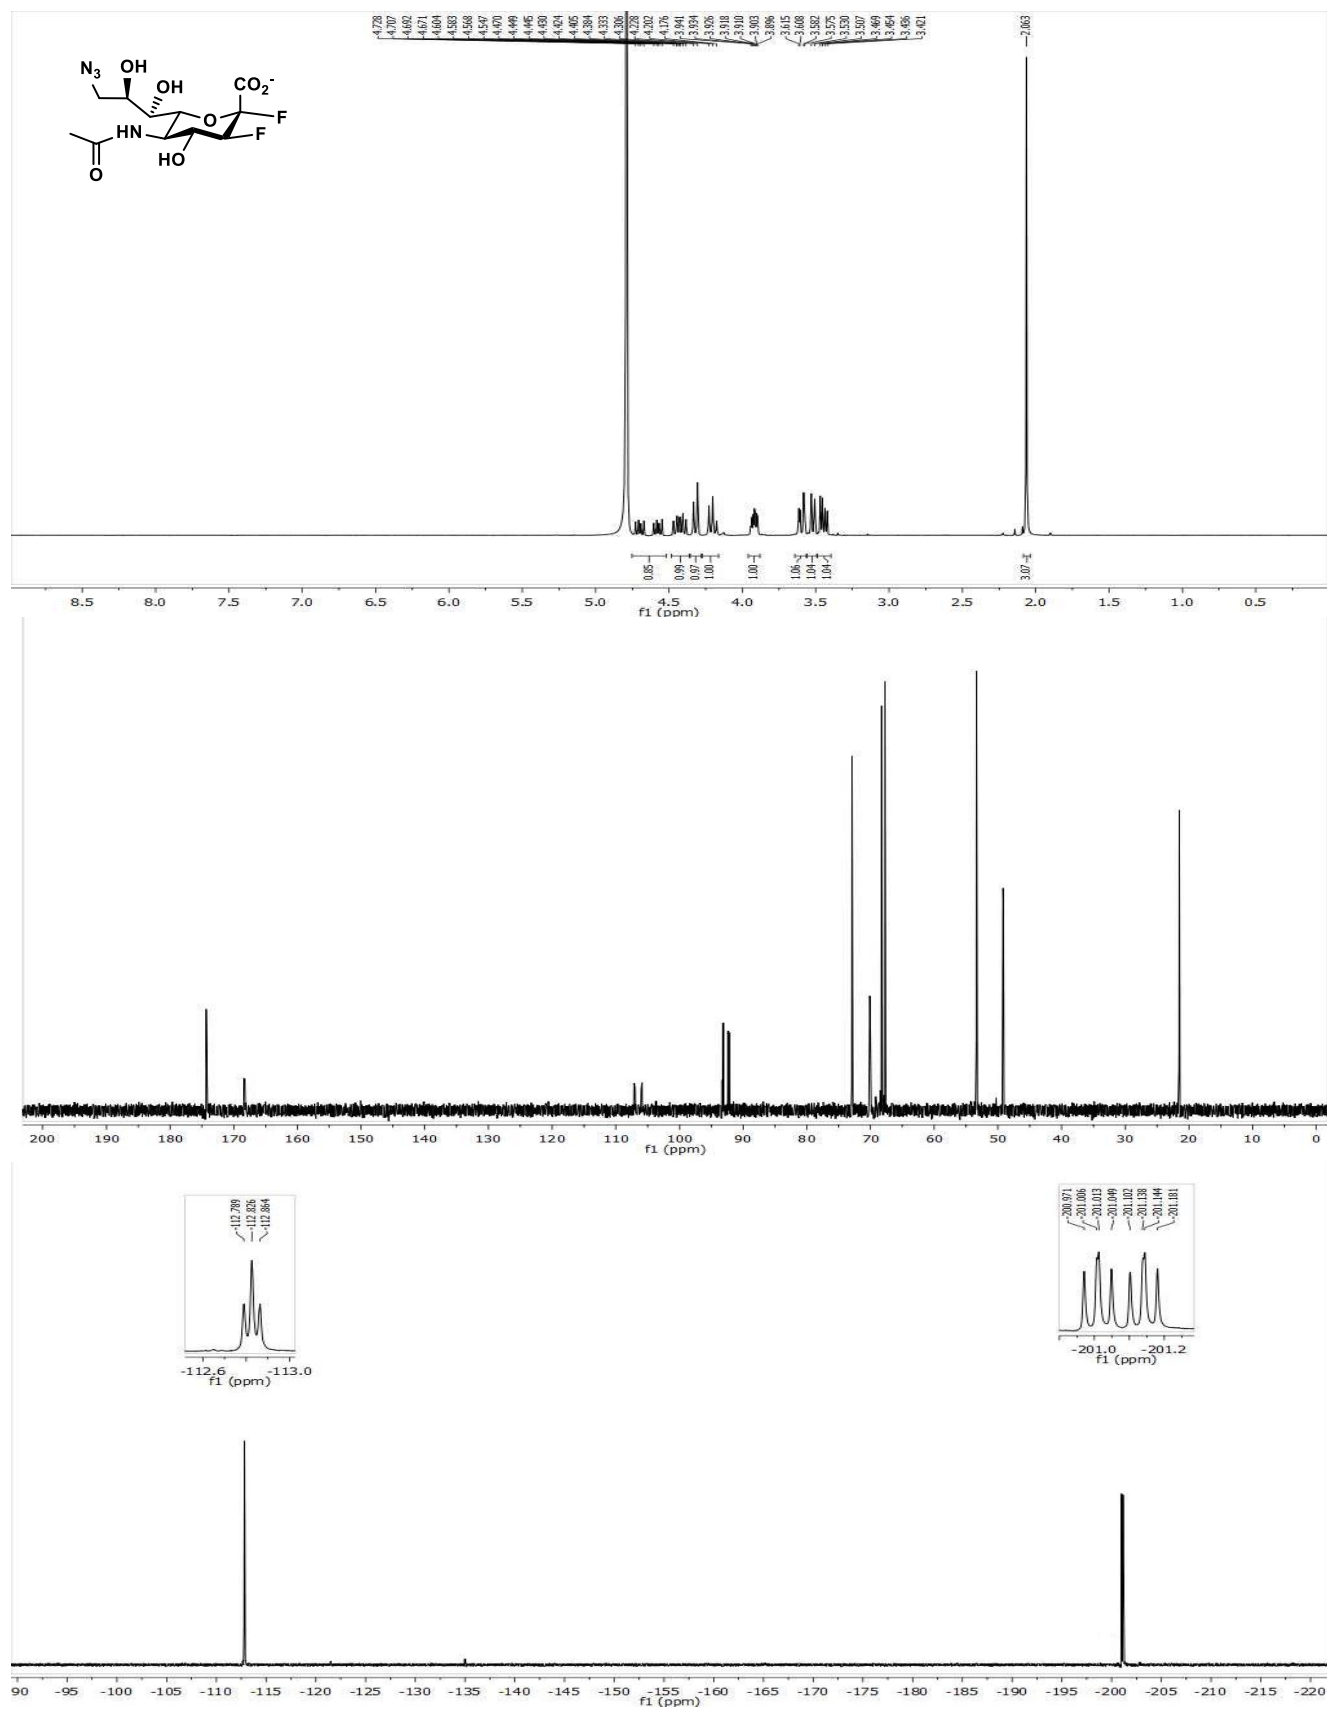 4.728 4.707 4.692 4.671 4.604 4.583 4.568 4.547 4.470 4.449 4.445 4.430 4.424 4.405 4.384 4.333 4.306 4.228 4.202 4.176 3.941 3.934 3.926 3.918 3.910 3.903 3.896 3.615 3.608 3.582 3.575 3.530 3.507 3.469 3.454 3.436 3.421 2.063
N3 OH
OH CO2-
O F
HN F
HO
O
0.85 0.99 0.97 1.00 1.00 1.06 1.04 1.04 3.07
8.5 8.0 7.5 7.0 6.5 6.0 5.5 5.0 4.5 4.0 3.5 3.0 2.5 2.0 1.5 1.0 0.5
f1 (ppm)
200 190 180 170 160 150 140 130 120 110 100 90 80 70 60 50 40 30 20 10 0
f1 (ppm)
-112.789 -112.826 -112.864
-112.6 -113.0
f1 (ppm)
-200.971 -201.006 -201.013 -201.049 -201.102 -201.138 -201.144 -201.181
-201.0 -201.2
f1 (ppm)
90 -95 -100 -105 -110 -115 -120 -125 -130 -135 -140 -145 -150 -155 -160 -165 -170 -175 -180 -185 -190 -195 -200 -205 -210 -215 -220
f1 (ppm)